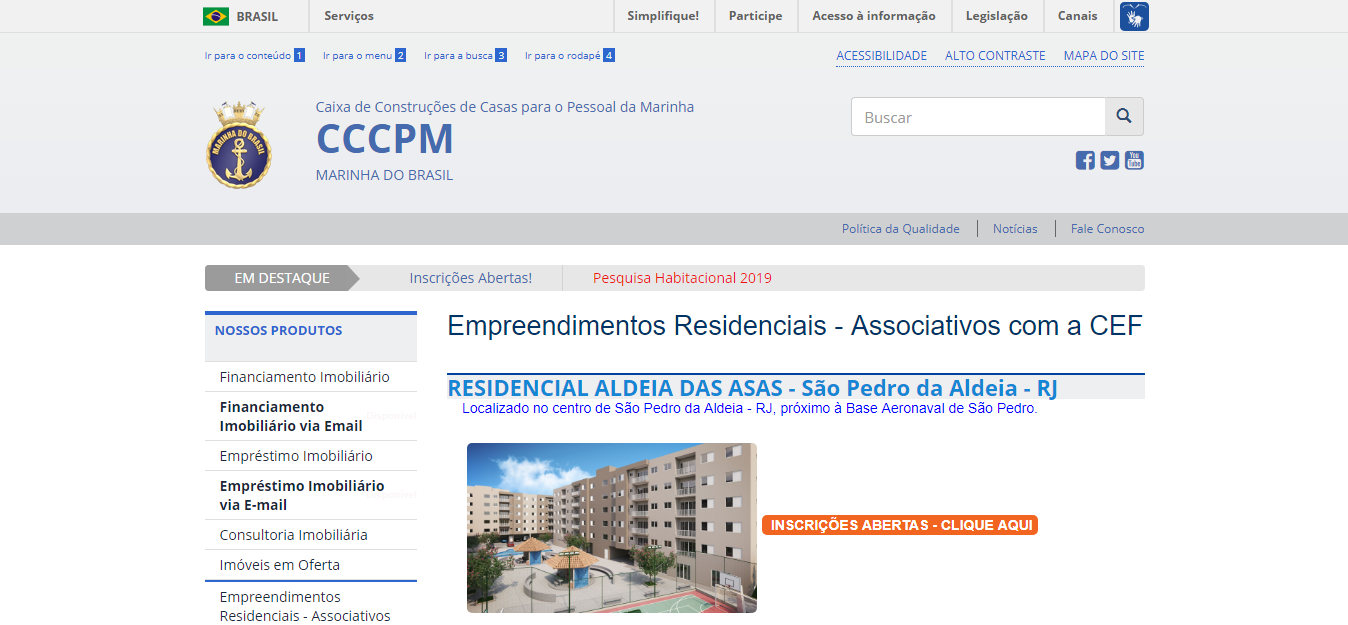 BRASIL Serviços Simplifique! Participe Acesso à informação Legislação Canais
Ir para o conteúdo 1 Ir para o menu 2 Ir para a busca 3 Ir para o rodapé 4 ACESSIBILIDADE ALTO CONTRASTE MAPA DO SITE
MARINHA DO BRASIL
Caixa de Construções de Casas para o Pessoal da Marinha
CCCPM
MARINHA DO BRASIL
Buscar
You
Tube
Política da Qualidade Notícias Fale Conosco
EM DESTAQUE Inscrições Abertas! Pesquisa Habitacional 2019
NOSSOS PRODUTOS
Financiamento Imobiliário
Financiamento
Imobiliário via Email
Disponível
Empréstimo Imobiliário
Empréstimo Imobiliário
via E-mail
Disponível
Consultoria Imobiliária
Imóveis em Oferta
Empreendimentos
Residenciais - Associativos
Empreendimentos Residenciais - Associativos com a CEF
RESIDENCIAL ALDEIA DAS ASAS - São Pedro da Aldeia - RJ
Localizado no centro de São Pedro da Aldeia - RJ, próximo à Base Aeronaval de São Pedro.
INSCRIÇÕES ABERTAS - CLIQUE AQUI